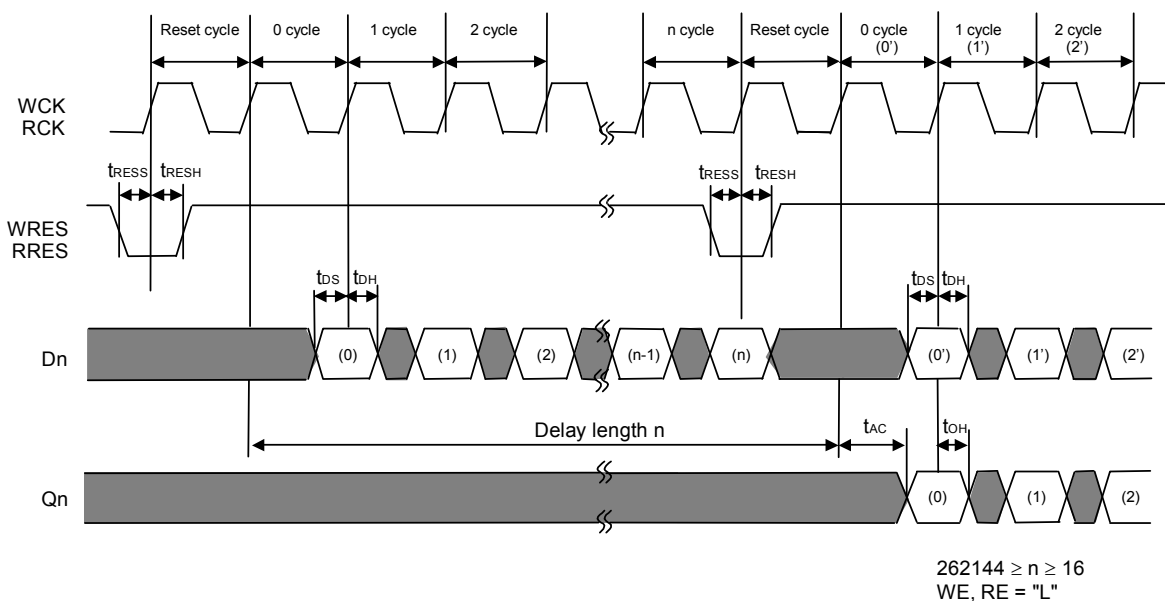 Reset cycle 0 cycle 1 cycle 2 cycle n cycle Reset cycle 0 cycle 1 cycle 2 cycle
(0') (1') (2')
WCK
RCK
tRESS tRESH tRESS tRESH
WRES
RRES
tDS tDH tDS tDH
Dn (0) (1) (2) (n-1) (n) (0') (1') (2')
Delay length n tAC tOH
Qn (0) (1) (2)
262144 ≥ n ≥ 16
WE, RE = "L"